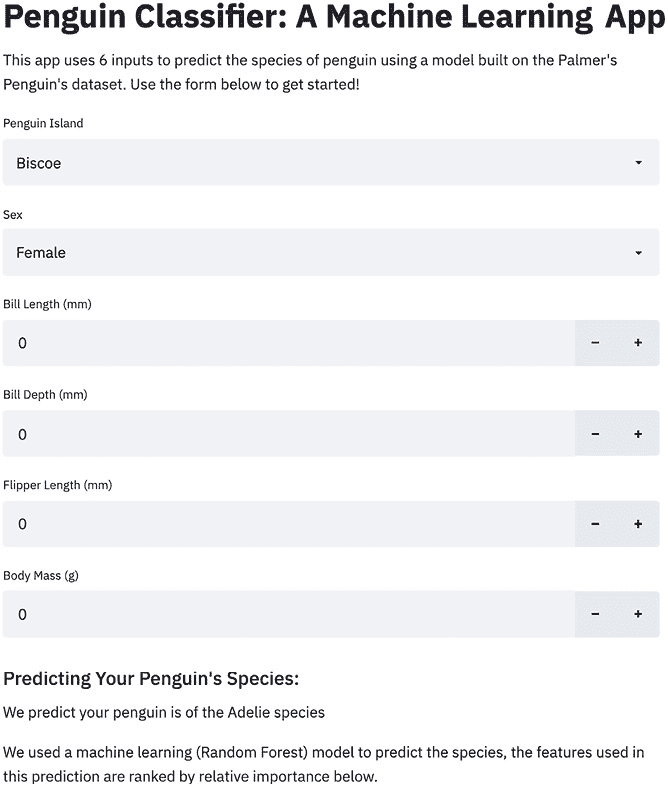 Penguin Classifier: A Machine Learning App
This app uses 6 inputs to predict the species of penguin using a model built on the Palmer's
Penguin's dataset. Use the form below to get started!
Penguin Island
Biscoe
Sex
Female
Bill Length (mm)
0 − +
Bill Depth (mm)
0 − +
Flipper Length (mm)
0 − +
Body Mass (g)
0 − +
Predicting Your Penguin's Species:
We predict your penguin is of the Adelie species
We used a machine learning (Random Forest) model to predict the species, the features used in
this prediction are ranked by relative importance below.